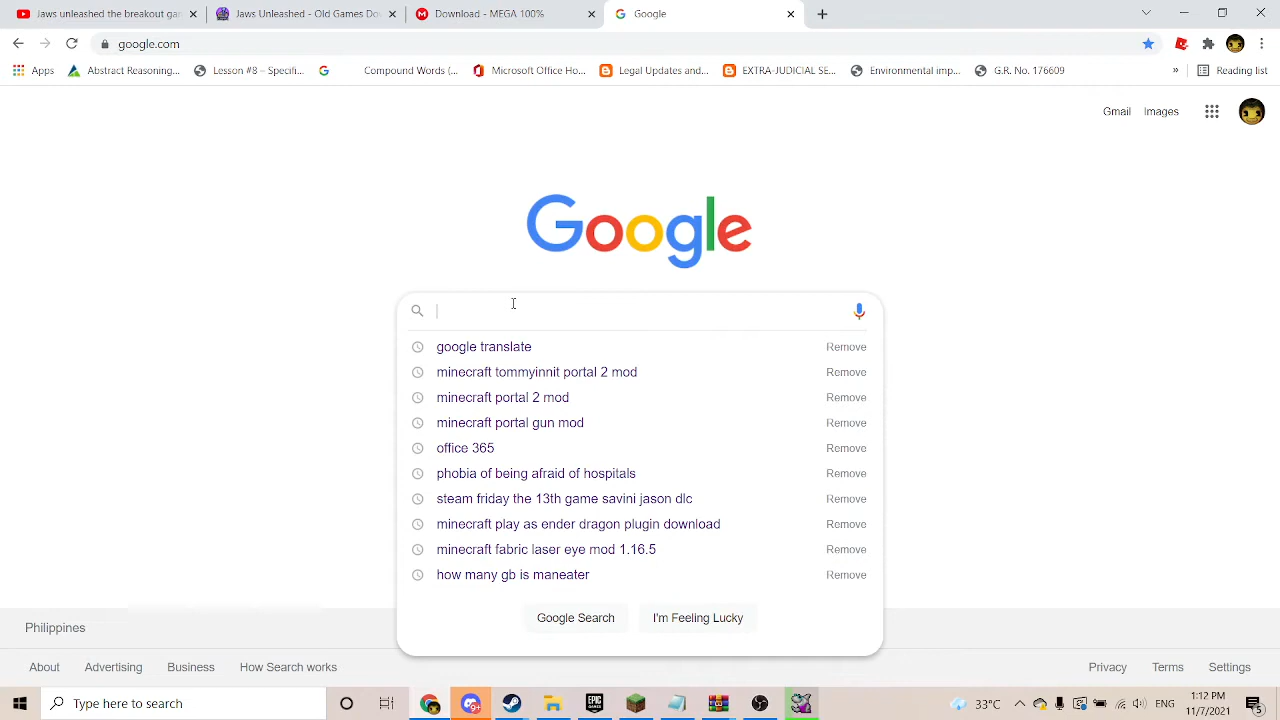 Jaws unleashed the breakout gar
Jaws Unleashed - Old Games Do
Download - MEGA 100%
Google
google.com
Apps
Abstract Reasoning...
Lesson #8 – Specifi...
Compound Words (...
Microsoft Office Ho...
Legal Updates and...
EXTRA-JUDICIAL SE...
Environmental imp...
G.R. No. 193609
»
Reading list
Gmail
Images
Google
google translate
Remove
minecraft tommyinnit portal 2 mod
Remove
minecraft portal 2 mod
Remove
minecraft portal gun mod
Remove
office 365
Remove
phobia of being afraid of hospitals
Remove
steam friday the 13th game savini jason dlc
Remove
minecraft play as ender dragon plugin download
Remove
minecraft fabric laser eye mod 1.16.5
Remove
how many gb is maneater
Remove
Google Search
I'm Feeling Lucky
Philippines
About
Advertising
Business
How Search works
Privacy
Terms
Settings
Type here to search
EPIC GAMES
33°C
1:12 PM
11/7/2021
5